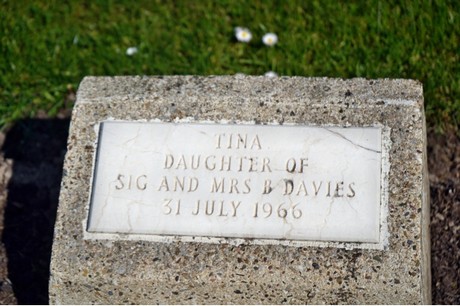 TINA
DAUGHTER OF
SIG AND MRS B DAVIES
31 JULY 1966